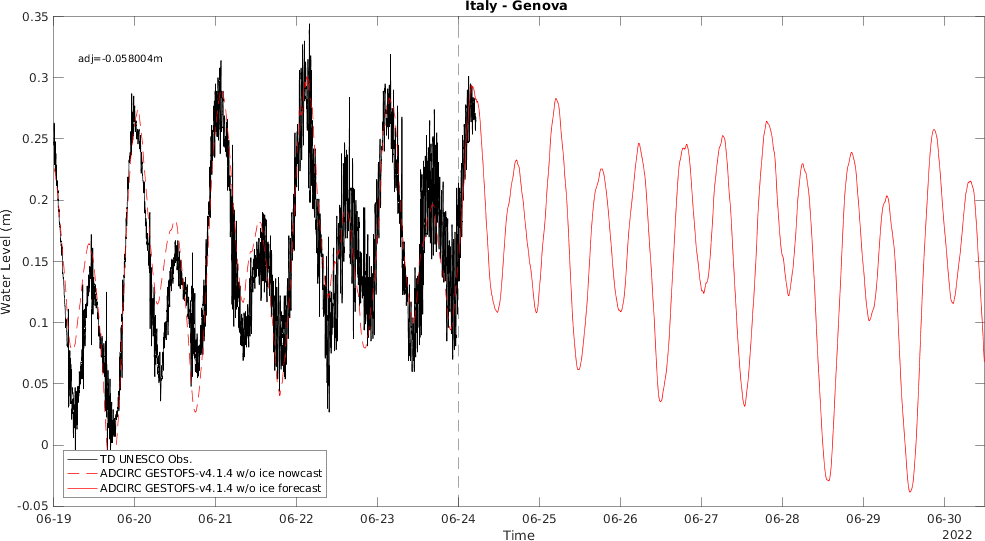 Italy - Genova
adj=-0.058004m
Water Level (m)
0.35
0.3
0.25
0.2
0.15
0.1
0.05
0
-0.05
TD UNESCO Obs.
ADCIRC GESTOFS-v4.1.4 w/o ice nowcast
ADCIRC GESTOFS-v4.1.4 w/o ice forecast
06-19 06-20 06-21 06-22 06-23 06-24 06-25 06-26 06-27 06-28 06-29 06-30
Time
2022